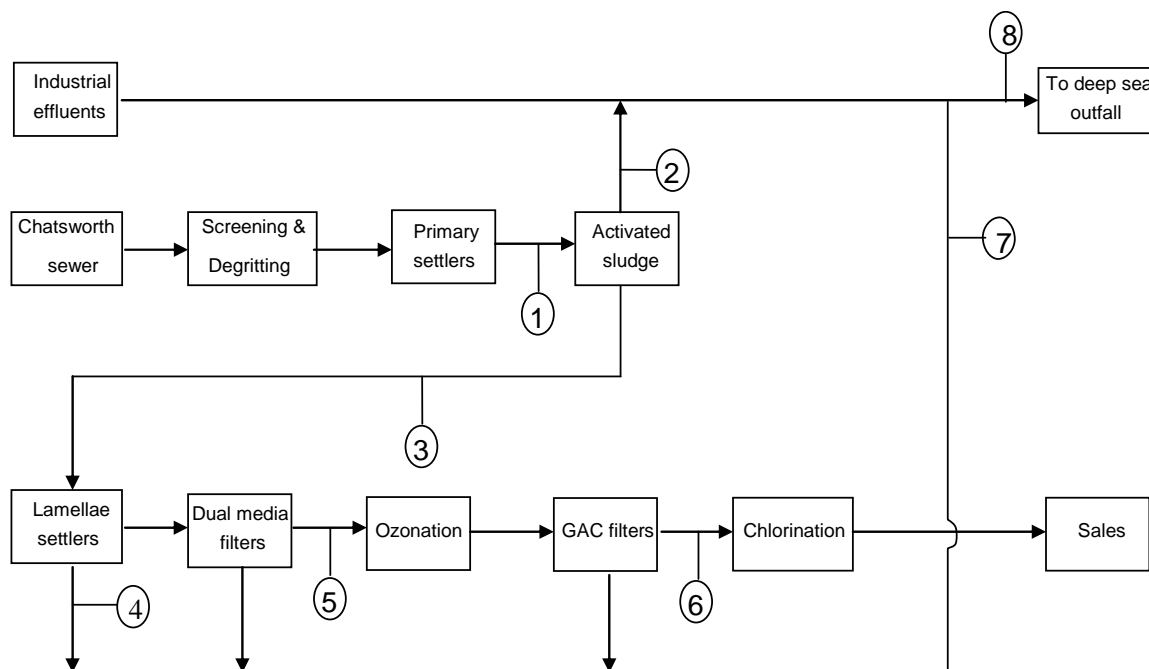 8
Industrial
effluents
To deep sea
outfall
2
Chatsworth
sewer
Screening &
Degritting
Primary
settlers
Activated
sludge
7
1
3
Lamellae
settlers
Dual media
filters
Ozonation
GAC filters
Chlorination
Sales
4
5
6